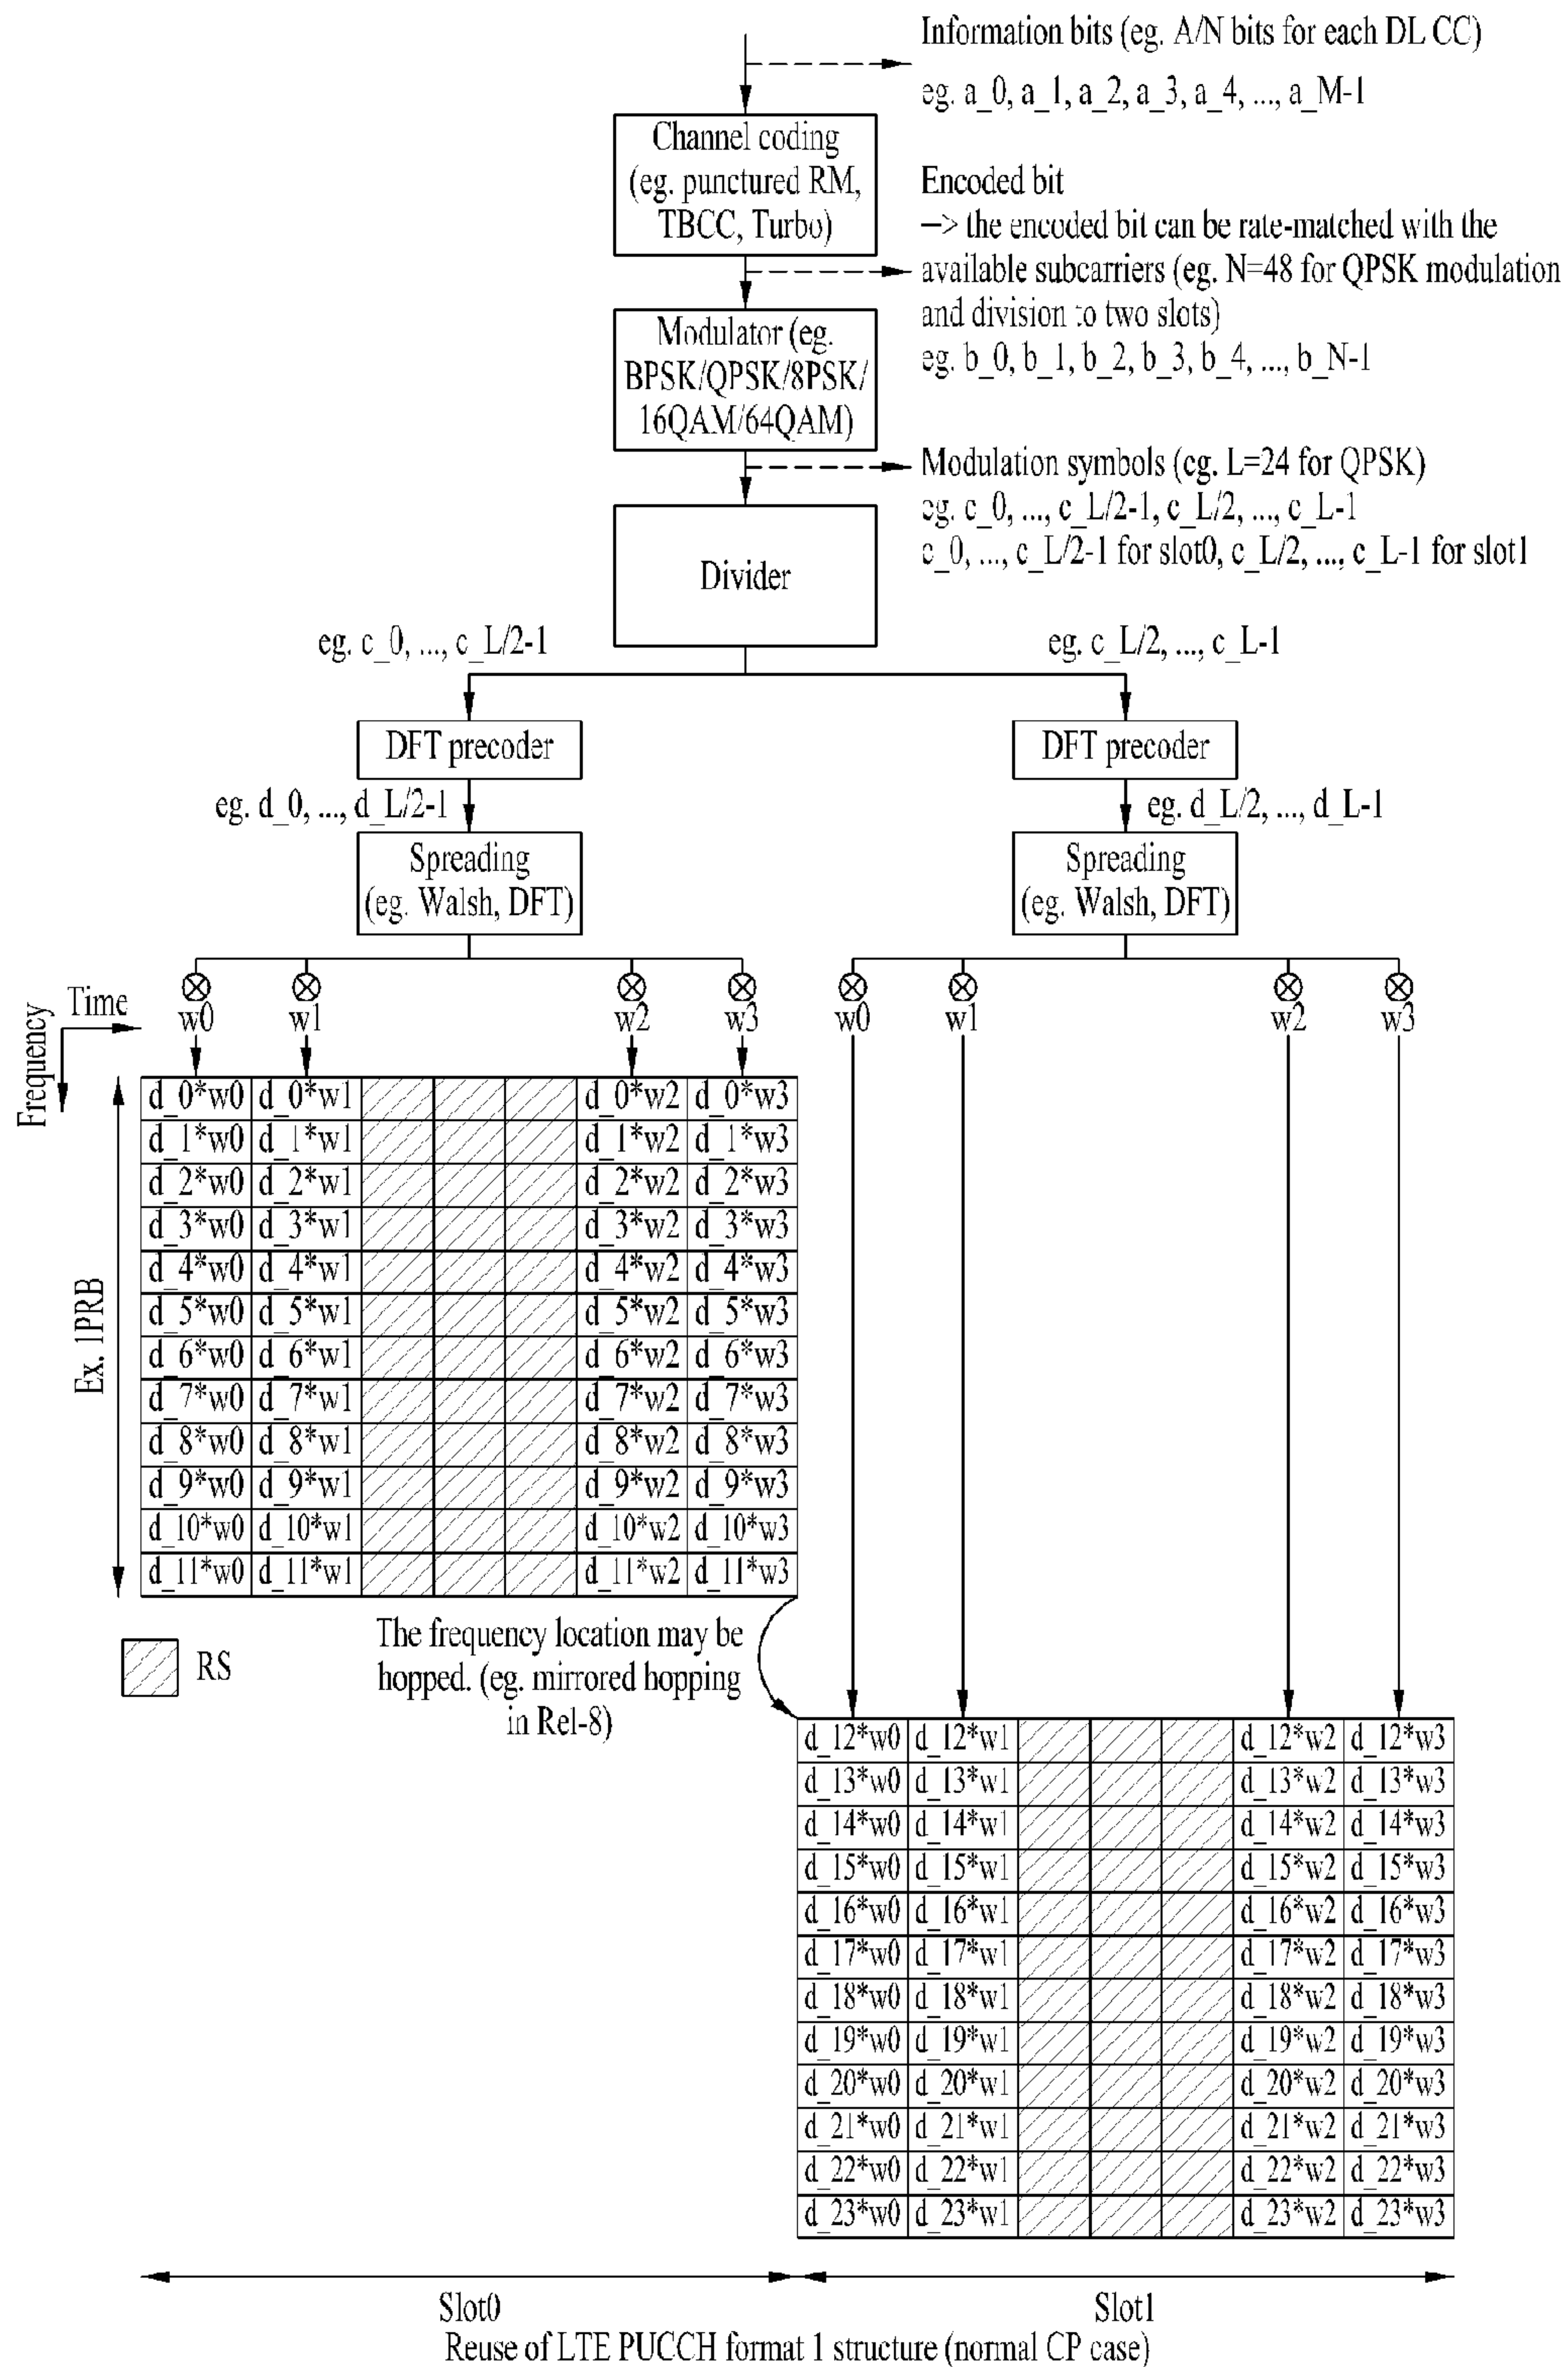 Information bits (eg. A/N bits for each DL CC)
eg. a_0, a_1, a_2, a_3, a_4, ..., a_M-1
Channel coding
(eg. punctured RM,
TBCC, Turbo)
Encoded bit
—> the encoded bit can be rate-matched with the
available subcarriers (eg. N=48 for QPSK modulation
and division to two slots)
eg. b_0, b_1, b_2, b_3, b_4, ..., b_N-1
Modulator (eg.
BPSK/QPSK/8PSK/
16QAM/64QAM)
Modulation symbols (eg. L=24 for QPSK)
eg. c_0, ..., c_L/2-1, c_L/2, ..., c_L-1
c_0, ..., c_L/2-1 for slot0, c_L/2, ..., c_L-1 for slot1
Divider
eg. c_0, ..., c_L/2-1
eg. c_L/2, ..., c_L-1
DFT precoder
DFT precoder
eg. d_0, ..., d_L/2-1
eg. d_L/2, ..., d_L-1
Spreading
(eg. Walsh, DFT)
Spreading
(eg. Walsh, DFT)
Time
Frequency
w0 w1 w2 w3 w0 w1 w2 w3
d_0*w0 d_0*w1 d_0*w2 d_0*w3
d_1*w0 d_1*w1 d_1*w2 d_1*w3
d_2*w0 d_2*w1 d_2*w2 d_2*w3
d_3*w0 d_3*w1 d_3*w2 d_3*w3
d_4*w0 d_4*w1 d_4*w2 d_4*w3
d_5*w0 d_5*w1 d_5*w2 d_5*w3
d_6*w0 d_6*w1 d_6*w2 d_6*w3
d_7*w0 d_7*w1 d_7*w2 d_7*w3
d_8*w0 d_8*w1 d_8*w2 d_8*w3
d_9*w0 d_9*w1 d_9*w2 d_9*w3
d_10*w0 d_10*w1 d_10*w2 d_10*w3
d_11*w0 d_11*w1 d_11*w2 d_11*w3
Ex. 1PRB
RS
The frequency location may be
hopped. (eg. mirrored hopping
in Rel-8)
d_12*w0 d_12*w1 d_12*w2 d_12*w3
d_13*w0 d_13*w1 d_13*w2 d_13*w3
d_14*w0 d_14*w1 d_14*w2 d_14*w3
d_15*w0 d_15*w1 d_15*w2 d_15*w3
d_16*w0 d_16*w1 d_16*w2 d_16*w3
d_17*w0 d_17*w1 d_17*w2 d_17*w3
d_18*w0 d_18*w1 d_18*w2 d_18*w3
d_19*w0 d_19*w1 d_19*w2 d_19*w3
d_20*w0 d_20*w1 d_20*w2 d_20*w3
d_21*w0 d_21*w1 d_21*w2 d_21*w3
d_22*w0 d_22*w1 d_22*w2 d_22*w3
d_23*w0 d_23*w1 d_23*w2 d_23*w3
Slot0
Slot1
Reuse of LTE PUCCH format 1 structure (normal CP case)